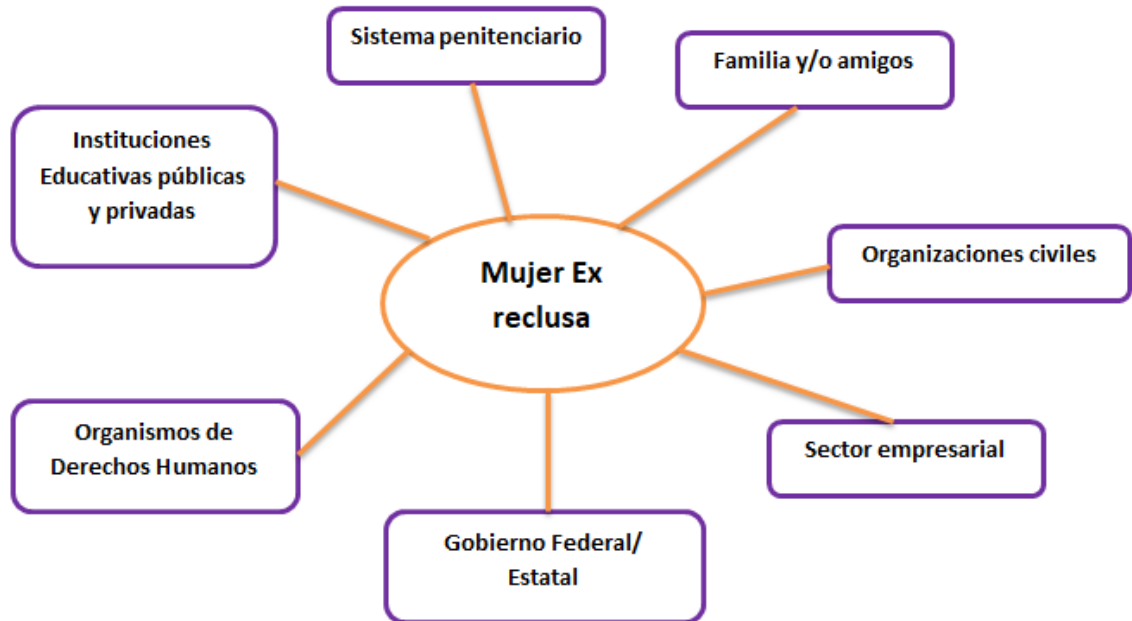 Sistema penitenciario
Familia y/o amigos
Instituciones
Educativas públicas
y privadas
Organizaciones civiles
Mujer Ex
reclusa
Organismos de
Derechos Humanos
Sector empresarial
Gobierno Federal/
Estatal